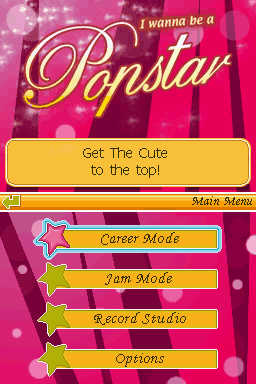 I wanna be a
Popstar
Get The Cute
to the top!
Main Menu
Career Mode
Jam Mode
Record Studio
Options